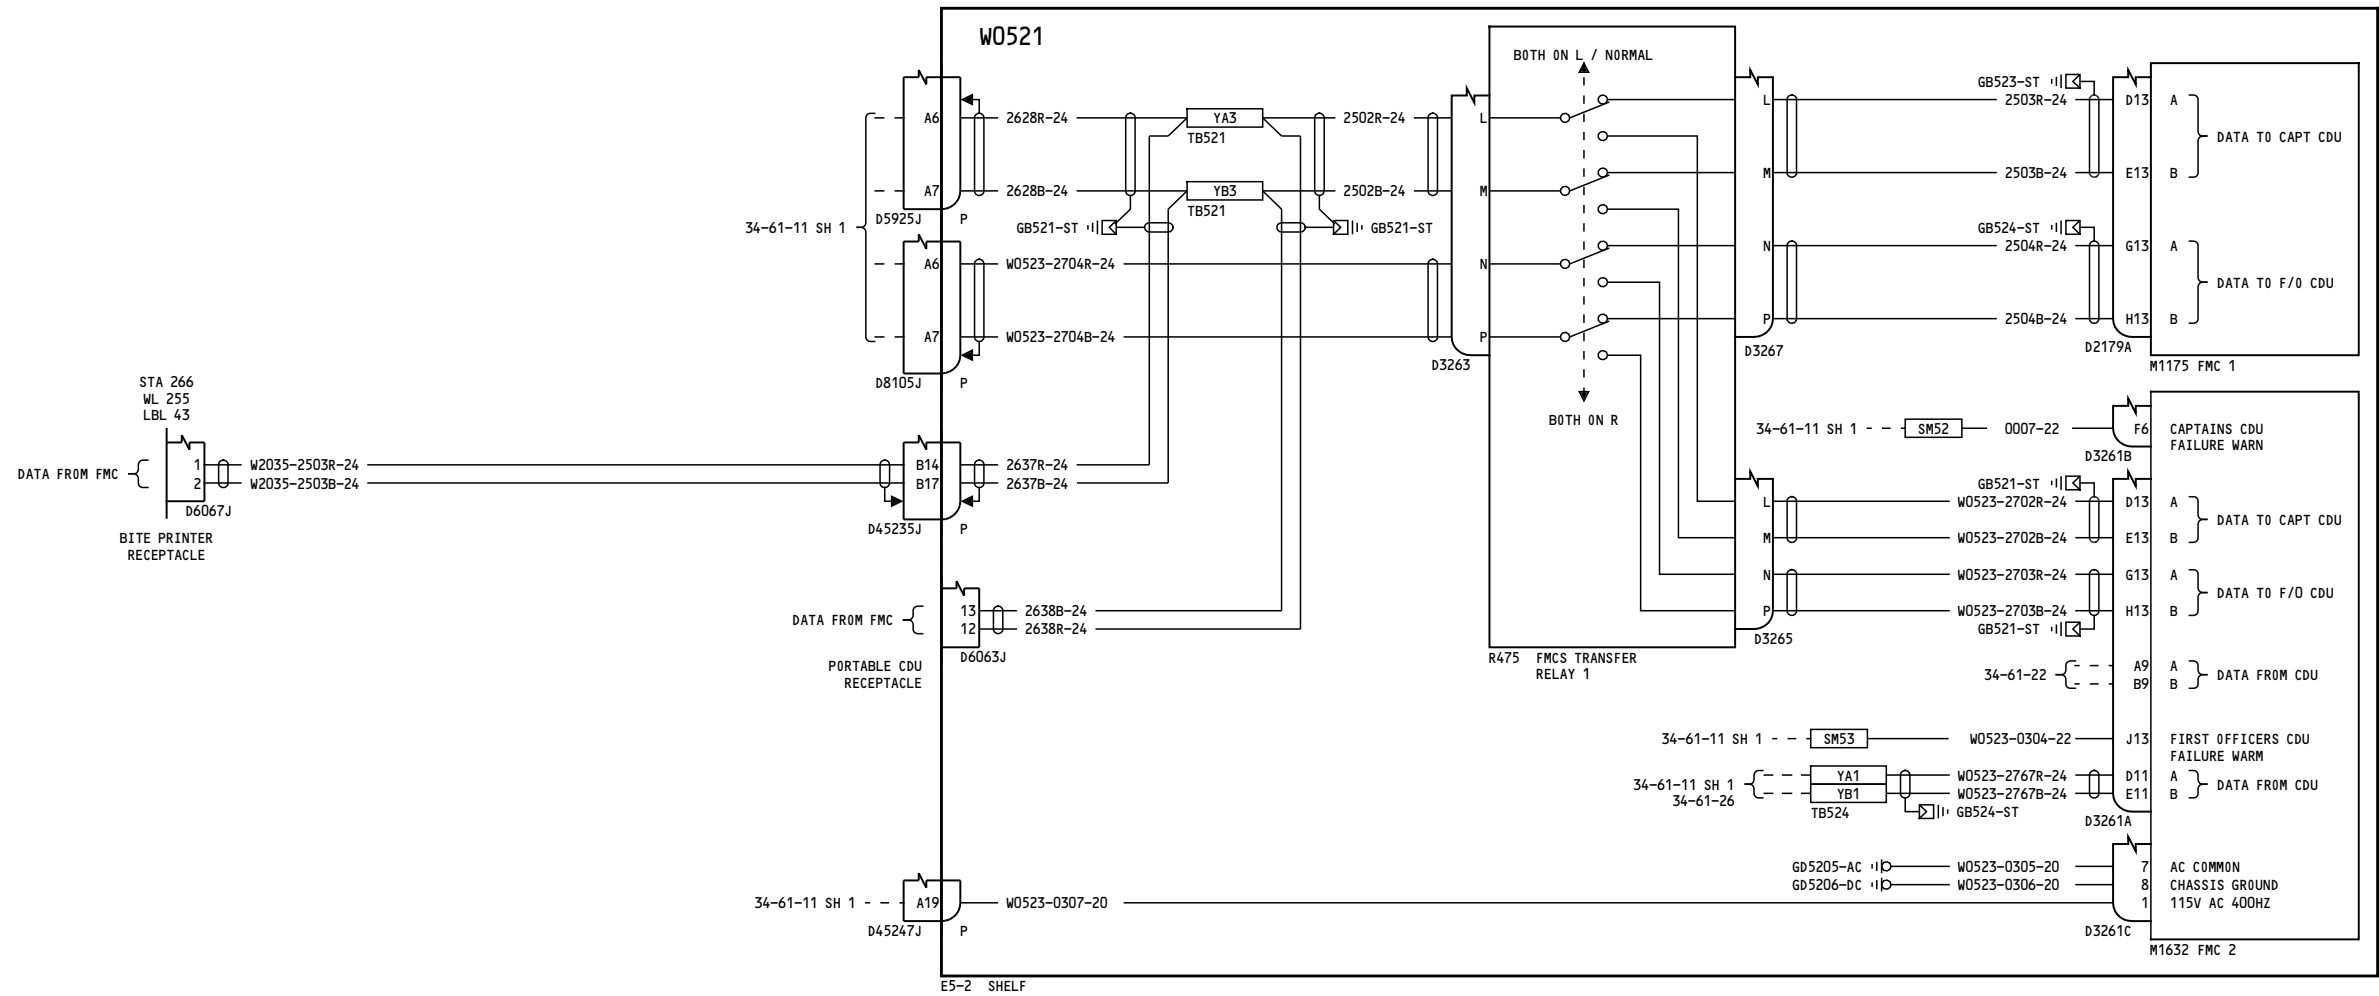 W0521
BOTH ON L / NORMAL
GB523-ST
2503R-24
L
D13
A
A6
2628R-24
YA3
TB521
2502R-24
L
DATA TO CAPT CDU
2503B-24
M
E13
B
A7
2628B-24
YB3
TB521
2502B-24
M
D5925J
P
34-61-11 SH 1
GB521-ST
GB521-ST
GB524-ST
2504R-24
N
G13
A
A6
W0523-2704R-24
N
DATA TO F/O CDU
2504B-24
P
H13
B
A7
W0523-2704B-24
P
D3263
D3267
D2179A
M1175 FMC 1
D8105J
P
BOTH ON R
STA 266
WL 255
LBL 43
34-61-11 SH 1
SM52
0007-22
F6
CAPTAINS CDU
FAILURE WARN
D3261B
DATA FROM FMC
1
W2035-2503R-24
2
W2035-2503B-24
D6067J
BITE PRINTER
RECEPTACLE
B14
2637R-24
B17
2637B-24
D45235J
P
GB521-ST
L
W0523-2702R-24
D13
A
DATA TO CAPT CDU
M
W0523-2702B-24
E13
B
N
W0523-2703R-24
G13
A
DATA TO F/O CDU
P
W0523-2703B-24
H13
B
GB521-ST
D3265
DATA FROM FMC
13
2638B-24
12
2638R-24
D6063J
PORTABLE CDU
RECEPTACLE
R475 FMCS TRANSFER
RELAY 1
34-61-22
A9
A
B9
B
DATA FROM CDU
34-61-11 SH 1
SM53
W0523-0304-22
J13
FIRST OFFICERS CDU
FAILURE WARM
34-61-11 SH 1
34-61-26
YA1
YB1
TB524
W0523-2767R-24
D11
A
W0523-2767B-24
E11
B
DATA FROM CDU
GB524-ST
D3261A
GD5205-AC
W0523-0305-20
7
AC COMMON
GD5206-DC
W0523-0306-20
8
CHASSIS GROUND
34-61-11 SH 1
A19
W0523-0307-20
1
115V AC 400HZ
D45247J
P
D3261C
M1632 FMC 2
E5-2 SHELF